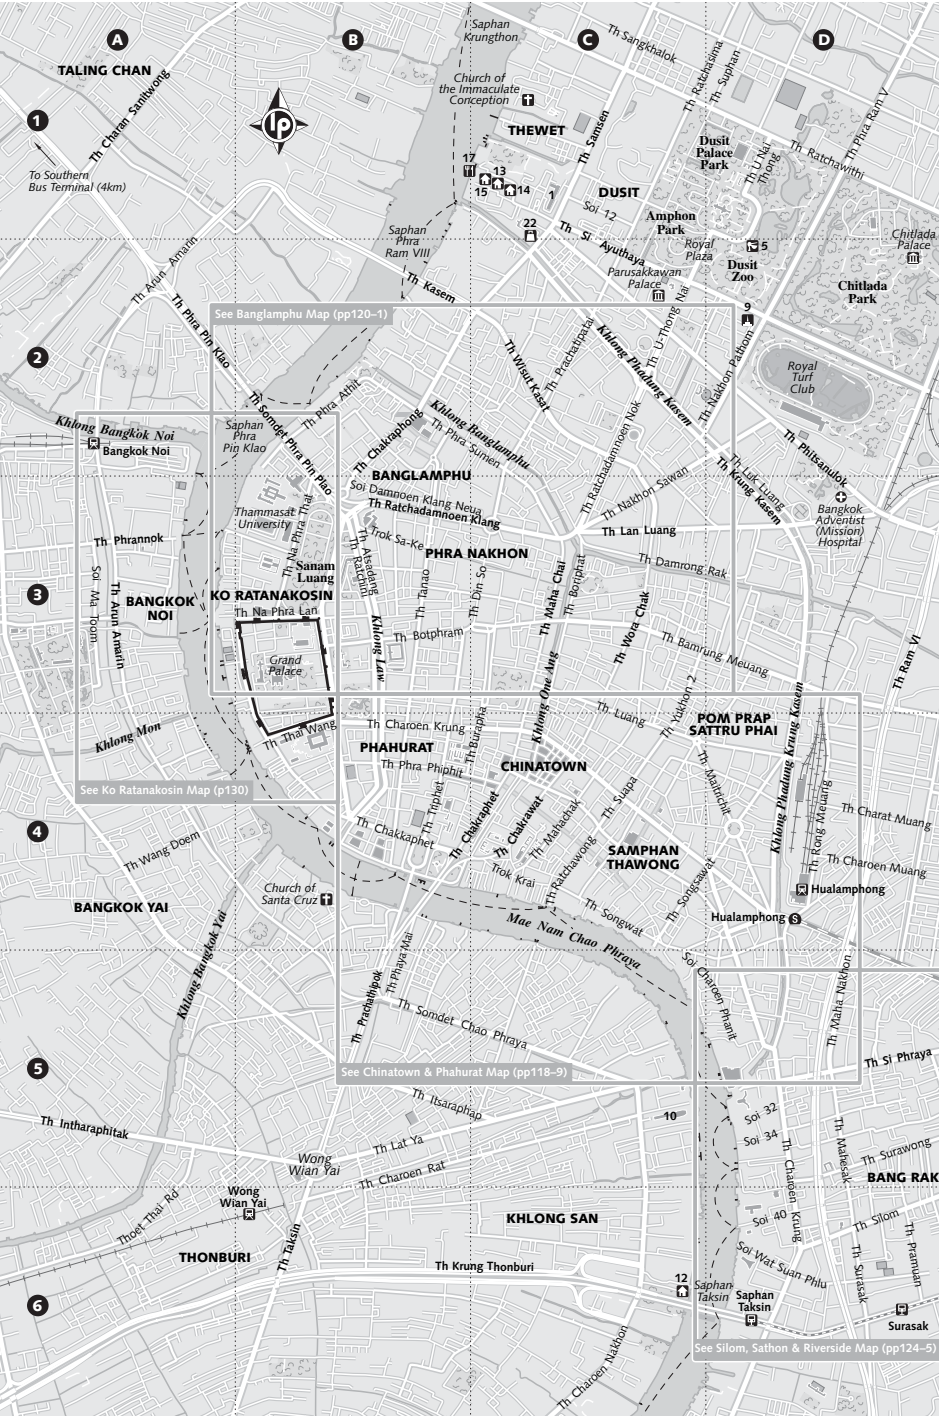 A
B
C
D
Saphan
Krungthon
Th Sangkhalok
TALING CHAN
Th Charan Sanitwong
Church of
the Immaculate
Conception
Th Ratchasima
Th Suphan
Th Phra Ram V
1
lp
THEWET
Th Samsen
Dusit
Palace
Park
Th U Nai
Thong
Th Ratchawithi
To Southern
Bus Terminal (4km)
17
13
15
14
1
DUSIT
Soi 12
Amphon
Park
22
Th Si Ayuthaya
Royal
Plaza
5
Chitlada
Palace
Saphan
Phra
Ram VIII
Dusit
Zoo
Parusakkawan
Palace
Chitlada
Park
Th Arun Amarin
Th Kasem
Th Phra Pin Klao
See Banglamphu Map (pp120–1)
9
2
Th Wisut Kasat
Th Prachatipatai
Khlong Phadung Kasem
Th U-Thong Nai
Th Nakhon Pathom
Royal
Turf
Club
Th Phra Athit
Th Somdet Phra Pin Plao
Khlong Bangkok Noi
Bangkok Noi
Saphan
Phra
Pin Klao
Th Chakraphong
Khlong Banglamphu
Th Phra Sumen
Th Ratchadamnoen Nok
Th Phitsanulok
BANGLAMPHU
Soi Damnoen Klang Neua
Th Ratchadamnoen Klang
Th Nakhon Sawan
Th Luk Luang
Th Krung Kasem
Thammasat
University
Th Na Phra That
Bangkok
Adventist
(Mission)
Hospital
Th Lan Luang
Th Phrannok
Trok Sa-Ke
PHRA NAKHON
Th Damrong Rak
Sanam
Luang
Th Atsadang
Th Ratchini
3
Soi Ma Toom
Th Arun Amarin
BANGKOK
NOI
KO RATANAKOSIN
Th Na Phra Lan
Th Tanao
Th Din So
Th Maha Chai
Th Boriphat
Th Wora Chak
Khlong Law
Th Botphram
Th Bamrung Meuang
Th Ram VI
Grand
Palace
Khlong One Ang
Th Yukhon 2
Khlong Phadung Krung Kasem
Khlong Mon
Th Thai Wang
Th Charoen Krung
Th Burapha
Th Luang
POM PRAP
SATTRU PHAI
PHAHURAT
Th Phra Phiphit
CHINATOWN
Th Maitrichit
See Ko Ratanakosin Map (p130)
Th Triphet
Th Chakraphet
Th Chakrawat
Th Mahachak
Th Suapa
Th Rong Meuang
Th Charat Muang
4
Th Chakkaphet
Th Wang Doem
Trok Krai
Th Ratchawong
SAMPHAN
THAWONG
Th Songsawat
Th Charoen Muang
Hualamphong
BANGKOK YAI
Church of
Santa Cruz
Hualamphong
S
Mae Nam Chao Phraya
Th Songwat
Khlong Bangkok Yai
Th Prachathipok
Th Phaya Mai
Soi Charoen Phanit
Th Maha Nakhon
Th Somdet Chao Phraya
5
Th Si Phraya
See Chinatown & Phahurat Map (pp118–9)
Th Itsaraphap
10
Soi 32
Soi 34
Th Intharaphitak
Th Lat Ya
Th Charoen Krung
Th Mahesak
Th Surawong
Wong
Wian Yai
Th Charoen Rat
BANG RAK
Thoet Thai Rd
Wong
Wian Yai
KHLONG SAN
Soi 40
Th Silom
THONBURI
Th Taksin
Soi Wat Suan Phlu
Th Surasak
Th Pramuan
Th Krung Thonburi
12
Saphan
Taksin
Saphan
Taksin
6
Surasak
See Silom, Sathon & Riverside Map (pp124–5)
Th Charoen Nakhon